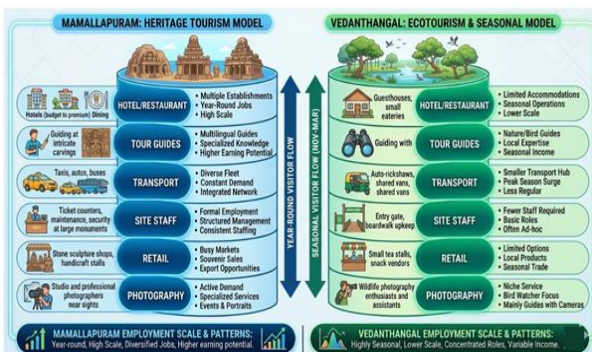 MAMALLAPURAM: HERITAGE TOURISM MODEL
Hotels (budget to premium) Dining
HOTEL/RESTAURANT
• Multiple Establishments
• Year-Round Jobs
• High Scale
Guiding at
intricate
carvings
TOUR GUIDES
• Multilingual Guides
• Specialized Knowledge
• Higher Earning Potential
Taxis, autos, buses
TRANSPORT
• Diverse Fleet
• Constant Demand
• Integrated Network
Ticket counters,
maintenance, security
at large monuments
SITE STAFF
• Formal Employment
• Structured Management
• Consistent Staffing
Stone sculpture shops,
handicraft stalls
RETAIL
• Busy Markets
• Souvenir Sales
• Export Opportunities
Studio and professional
photographers
near sights
PHOTOGRAPHY
• Active Demand
• Specialized Services
• Events & Portraits
MAMALLAPURAM EMPLOYMENT SCALE & PATTERNS:
Year-round, High Scale, Diversified Jobs, Higher earning potential.
YEAR-ROUND VISITOR FLOW
SEASONAL VISITOR FLOW (NOV-MAR)
VEDANTHANGAL: ECOTOURISM & SEASONAL MODEL
Guesthouses,
small
eateries
HOTEL/RESTAURANT
• Limited Accommodations
• Seasonal Operations
• Lower Scale
Guiding with
TOUR GUIDES
• Nature/Bird Guides
• Local Expertise
• Seasonal Income
Auto-rickshaws,
shared vans,
shared vans
TRANSPORT
• Smaller Transport Hub
• Peak Season Surge
• Less Regular
Entry gate,
boardwalk upkeep
SITE STAFF
• Fewer Staff Required
• Basic Roles
• Often Ad-hoc
Small tea stalls,
snack vendors
RETAIL
• Limited Options
• Local Products
• Seasonal Trade
Wildlife photography
enthusiasts and
assistants
PHOTOGRAPHY
• Niche Service
• Bird Watcher Focus
• Mainly Guides with Cameras
VEDANTHANGAL EMPLOYMENT SCALE & PATTERNS:
Highly Seasonal, Lower Scale, Concentrated Roles, Variable Income.